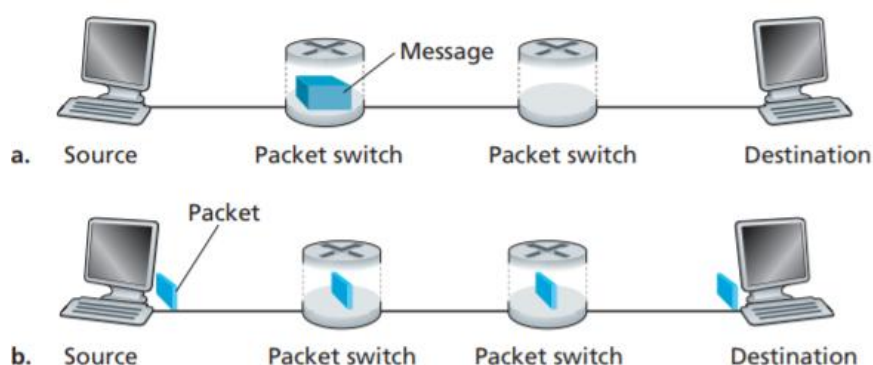 Message
a. Source Packet switch Packet switch Destination
Packet
b. Source Packet switch Packet switch Destination